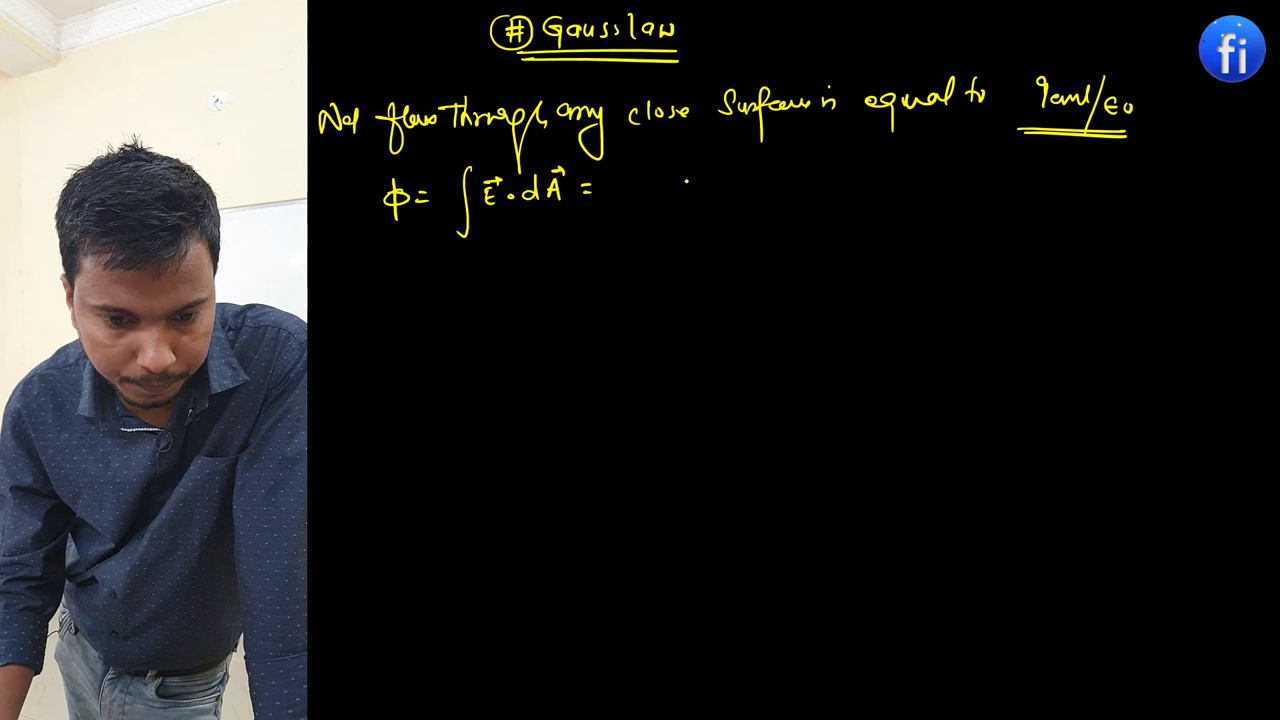 # Gauss law
fi
Net flux through any close Surface is equal to qencl/ε0
φ = ∫ E⃗ . dA⃗ =